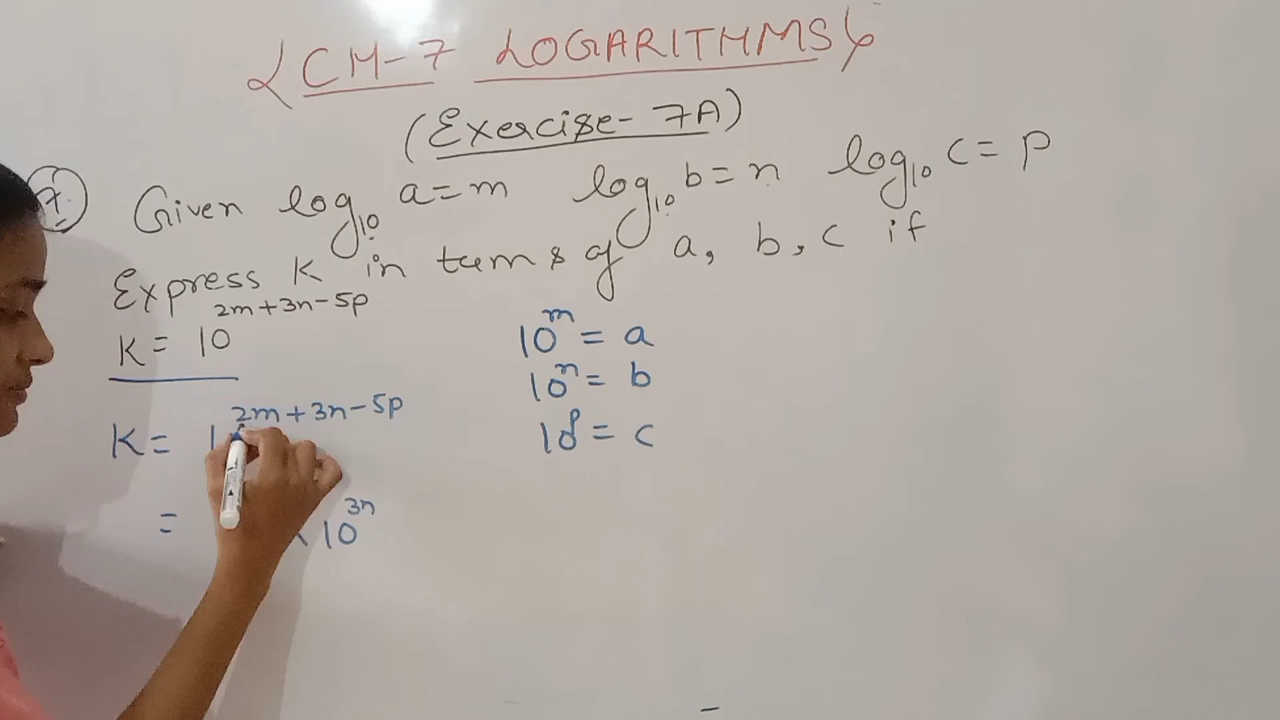 CH-7 LOGARITHMS
(Exercise- 7A)
7. Given log₁₀ a=m log₁₀ b=n log₁₀ c=p
Express K in terms of a, b, c if
K= 10^2m+3n-5p
10^m = a
10^n = b
10^p = c
K= 10^2m+3n-5p
= × 10^3n